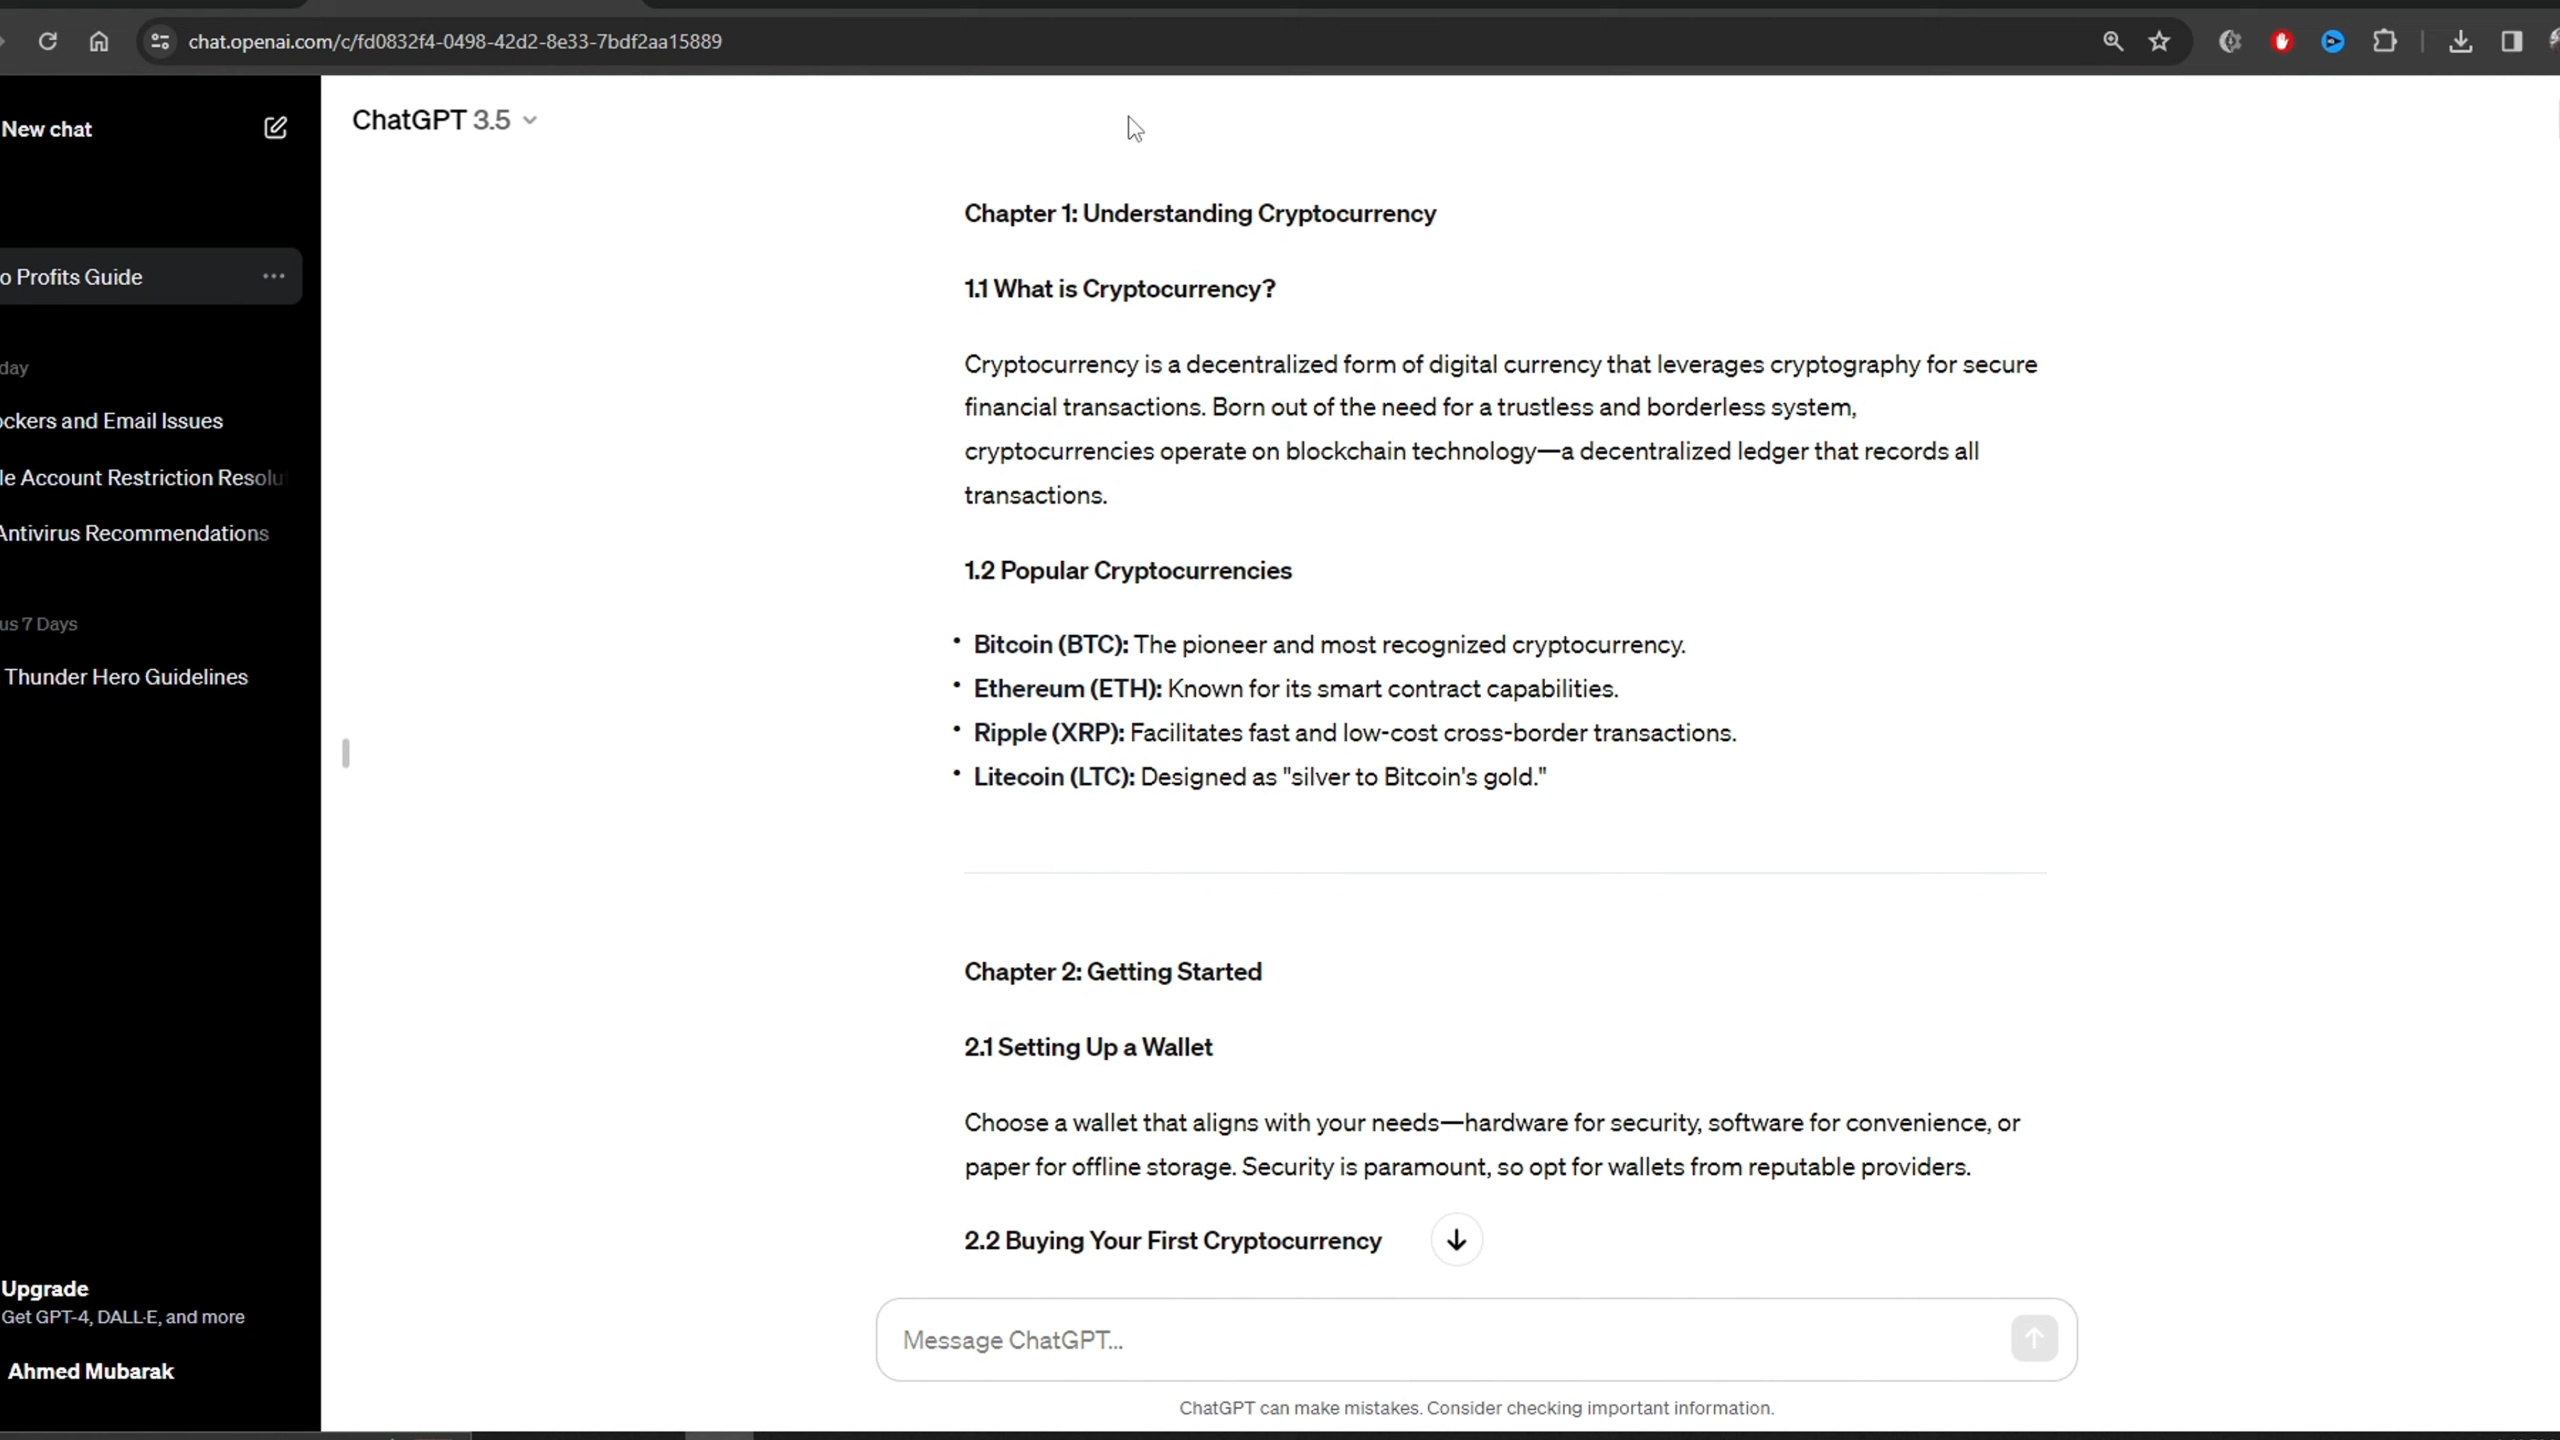 chat.openai.com/c/fd0832f4-0498-42d2-8e33-7bdf2aa15889
New chat
o Profits Guide
day
ockers and Email Issues
le Account Restriction Resolu
Antivirus Recommendations
us 7 Days
Thunder Hero Guidelines
Upgrade
Get GPT-4, DALL·E, and more
Ahmed Mubarak
ChatGPT 3.5
Chapter 1: Understanding Cryptocurrency
1.1 What is Cryptocurrency?
Cryptocurrency is a decentralized form of digital currency that leverages cryptography for secure
financial transactions. Born out of the need for a trustless and borderless system,
cryptocurrencies operate on blockchain technology—a decentralized ledger that records all
transactions.
1.2 Popular Cryptocurrencies
• Bitcoin (BTC): The pioneer and most recognized cryptocurrency.
• Ethereum (ETH): Known for its smart contract capabilities.
• Ripple (XRP): Facilitates fast and low-cost cross-border transactions.
• Litecoin (LTC): Designed as "silver to Bitcoin's gold."
Chapter 2: Getting Started
2.1 Setting Up a Wallet
Choose a wallet that aligns with your needs—hardware for security, software for convenience, or
paper for offline storage. Security is paramount, so opt for wallets from reputable providers.
2.2 Buying Your First Cryptocurrency
Message ChatGPT...
ChatGPT can make mistakes. Consider checking important information.